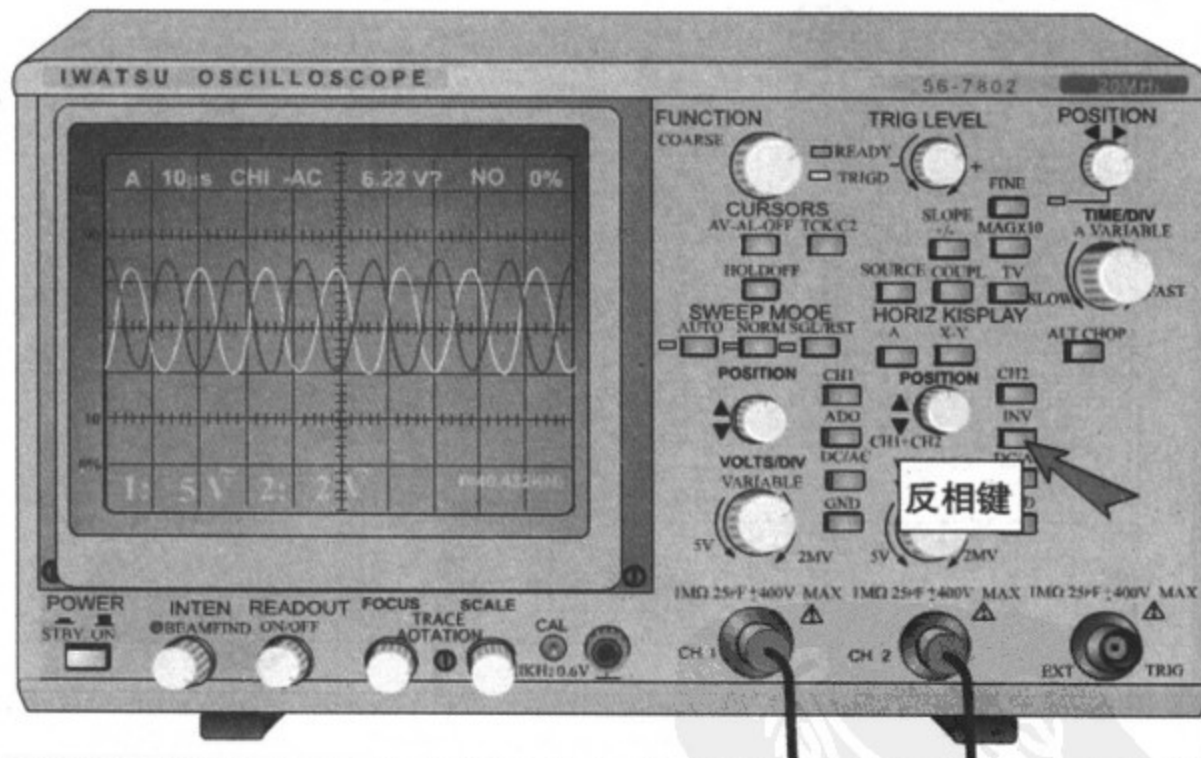 IWATSU OSCILLOSCOPE
56-7802
20MHz
A 10μs CHI -AC 6.22 V? NO 0%
1: 5V 2: 2V
FUNCTION
COARSE
READY
TRIGD
TRIG LEVEL
- +
POSITION
FINE
CURSORS
AV-AL-OFF TCK/C2
SLOPE
+/-
MAGX10
TIME/DIV
A VARIABLE
SLOW FAST
HOLDOFF
SOURCE COUPL TV
SWEEP MOOE
AUTO NORM SGL/RST
HORIZ KISPLAY
A X-Y
ALT CHOP
POSITION
CH1
ADO
DC/AC
GND
POSITION
CH1+CH2
CH2
INV
VOLTS/DIV
VARIABLE
5V 2MV
反相键
5V 2MV
POWER
STBY ON
INTEN
BEAMFIND
READOUT
ON/OFF
FOCUS
TRACE
AOTATION
SCALE
CAL
IKHz 0.6V
1MΩ 25PF ±400V MAX
1MΩ 25PF ±400V MAX
1MΩ 25PF ±400V MAX
CH 1
CH 2
EXT TRIG